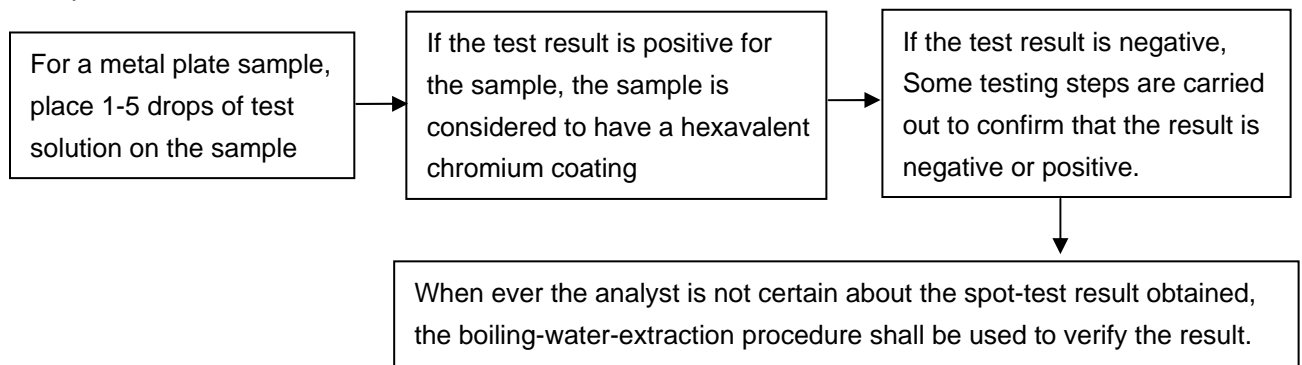 For a metal plate sample,
place 1-5 drops of test
solution on the sample
If the test result is positive for
the sample, the sample is
considered to have a hexavalent
chromium coating
If the test result is negative,
Some testing steps are carried
out to confirm that the result is
negative or positive.
When ever the analyst is not certain about the spot-test result obtained,
the boiling-water-extraction procedure shall be used to verify the result.